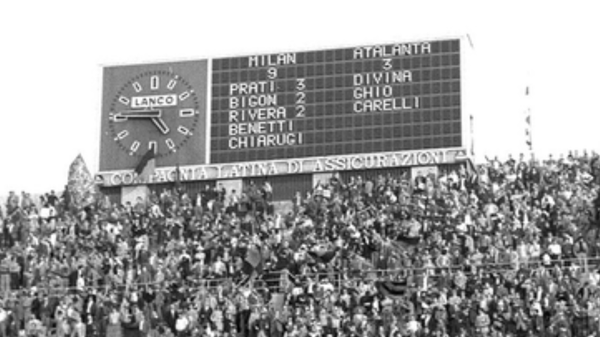 LANCO
MILAN
9
PRATI 3
BIGON 2
RIVERA 2
BENETTI
CHIARUGI
ATALANTA
3
DIVINA
GHIO
CARELLI
COMPAGNIA LATINA DI ASSICURAZIONI